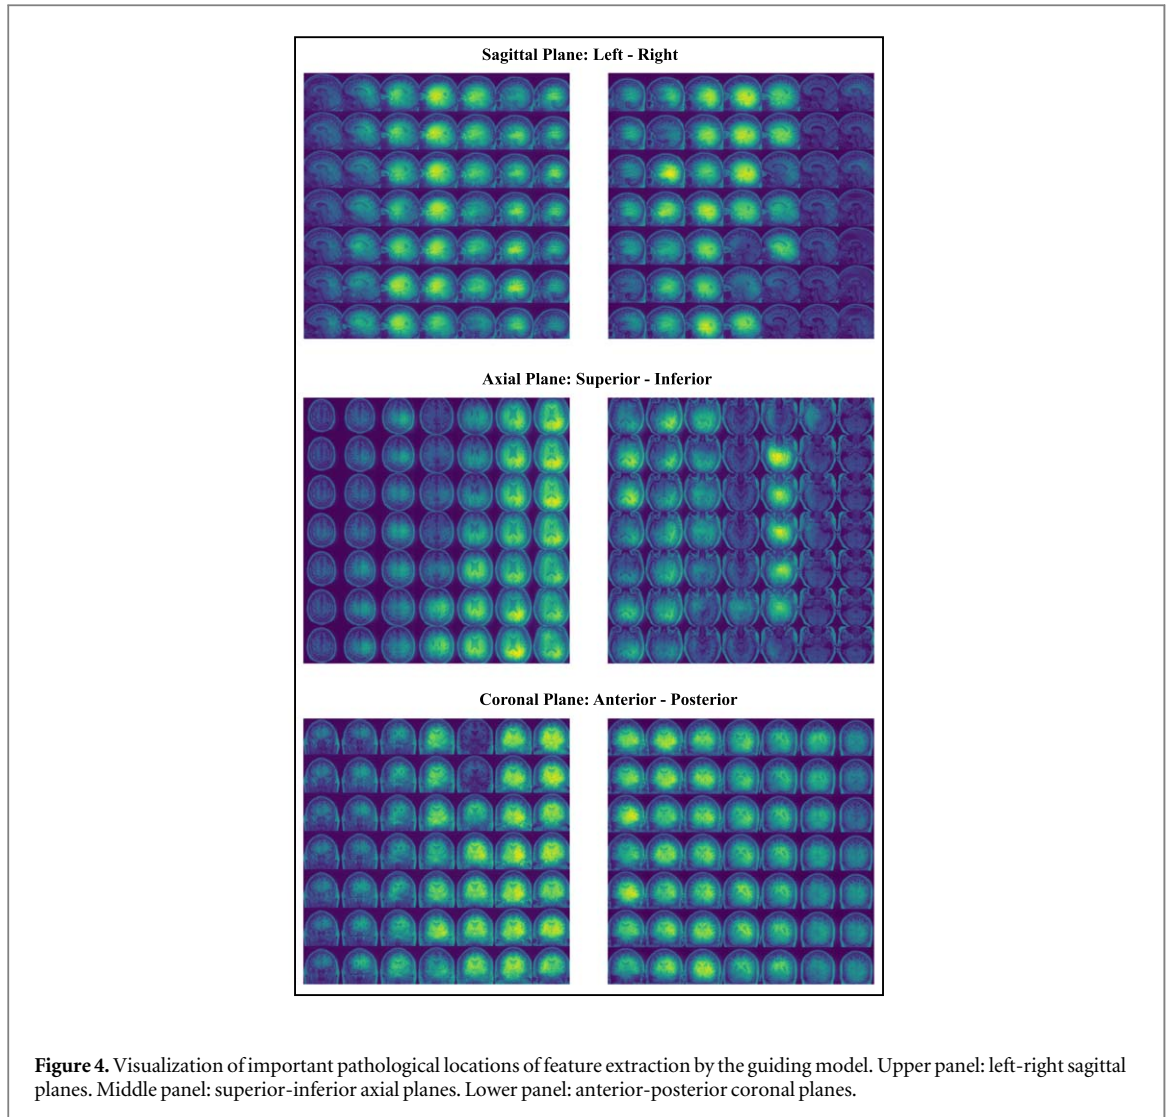 Sagittal Plane: Left - Right
Axial Plane: Superior - Inferior
Coronal Plane: Anterior - Posterior
Figure 4. Visualization of important pathological locations of feature extraction by the guiding model. Upper panel: left-right sagittal
planes. Middle panel: superior-inferior axial planes. Lower panel: anterior-posterior coronal planes.